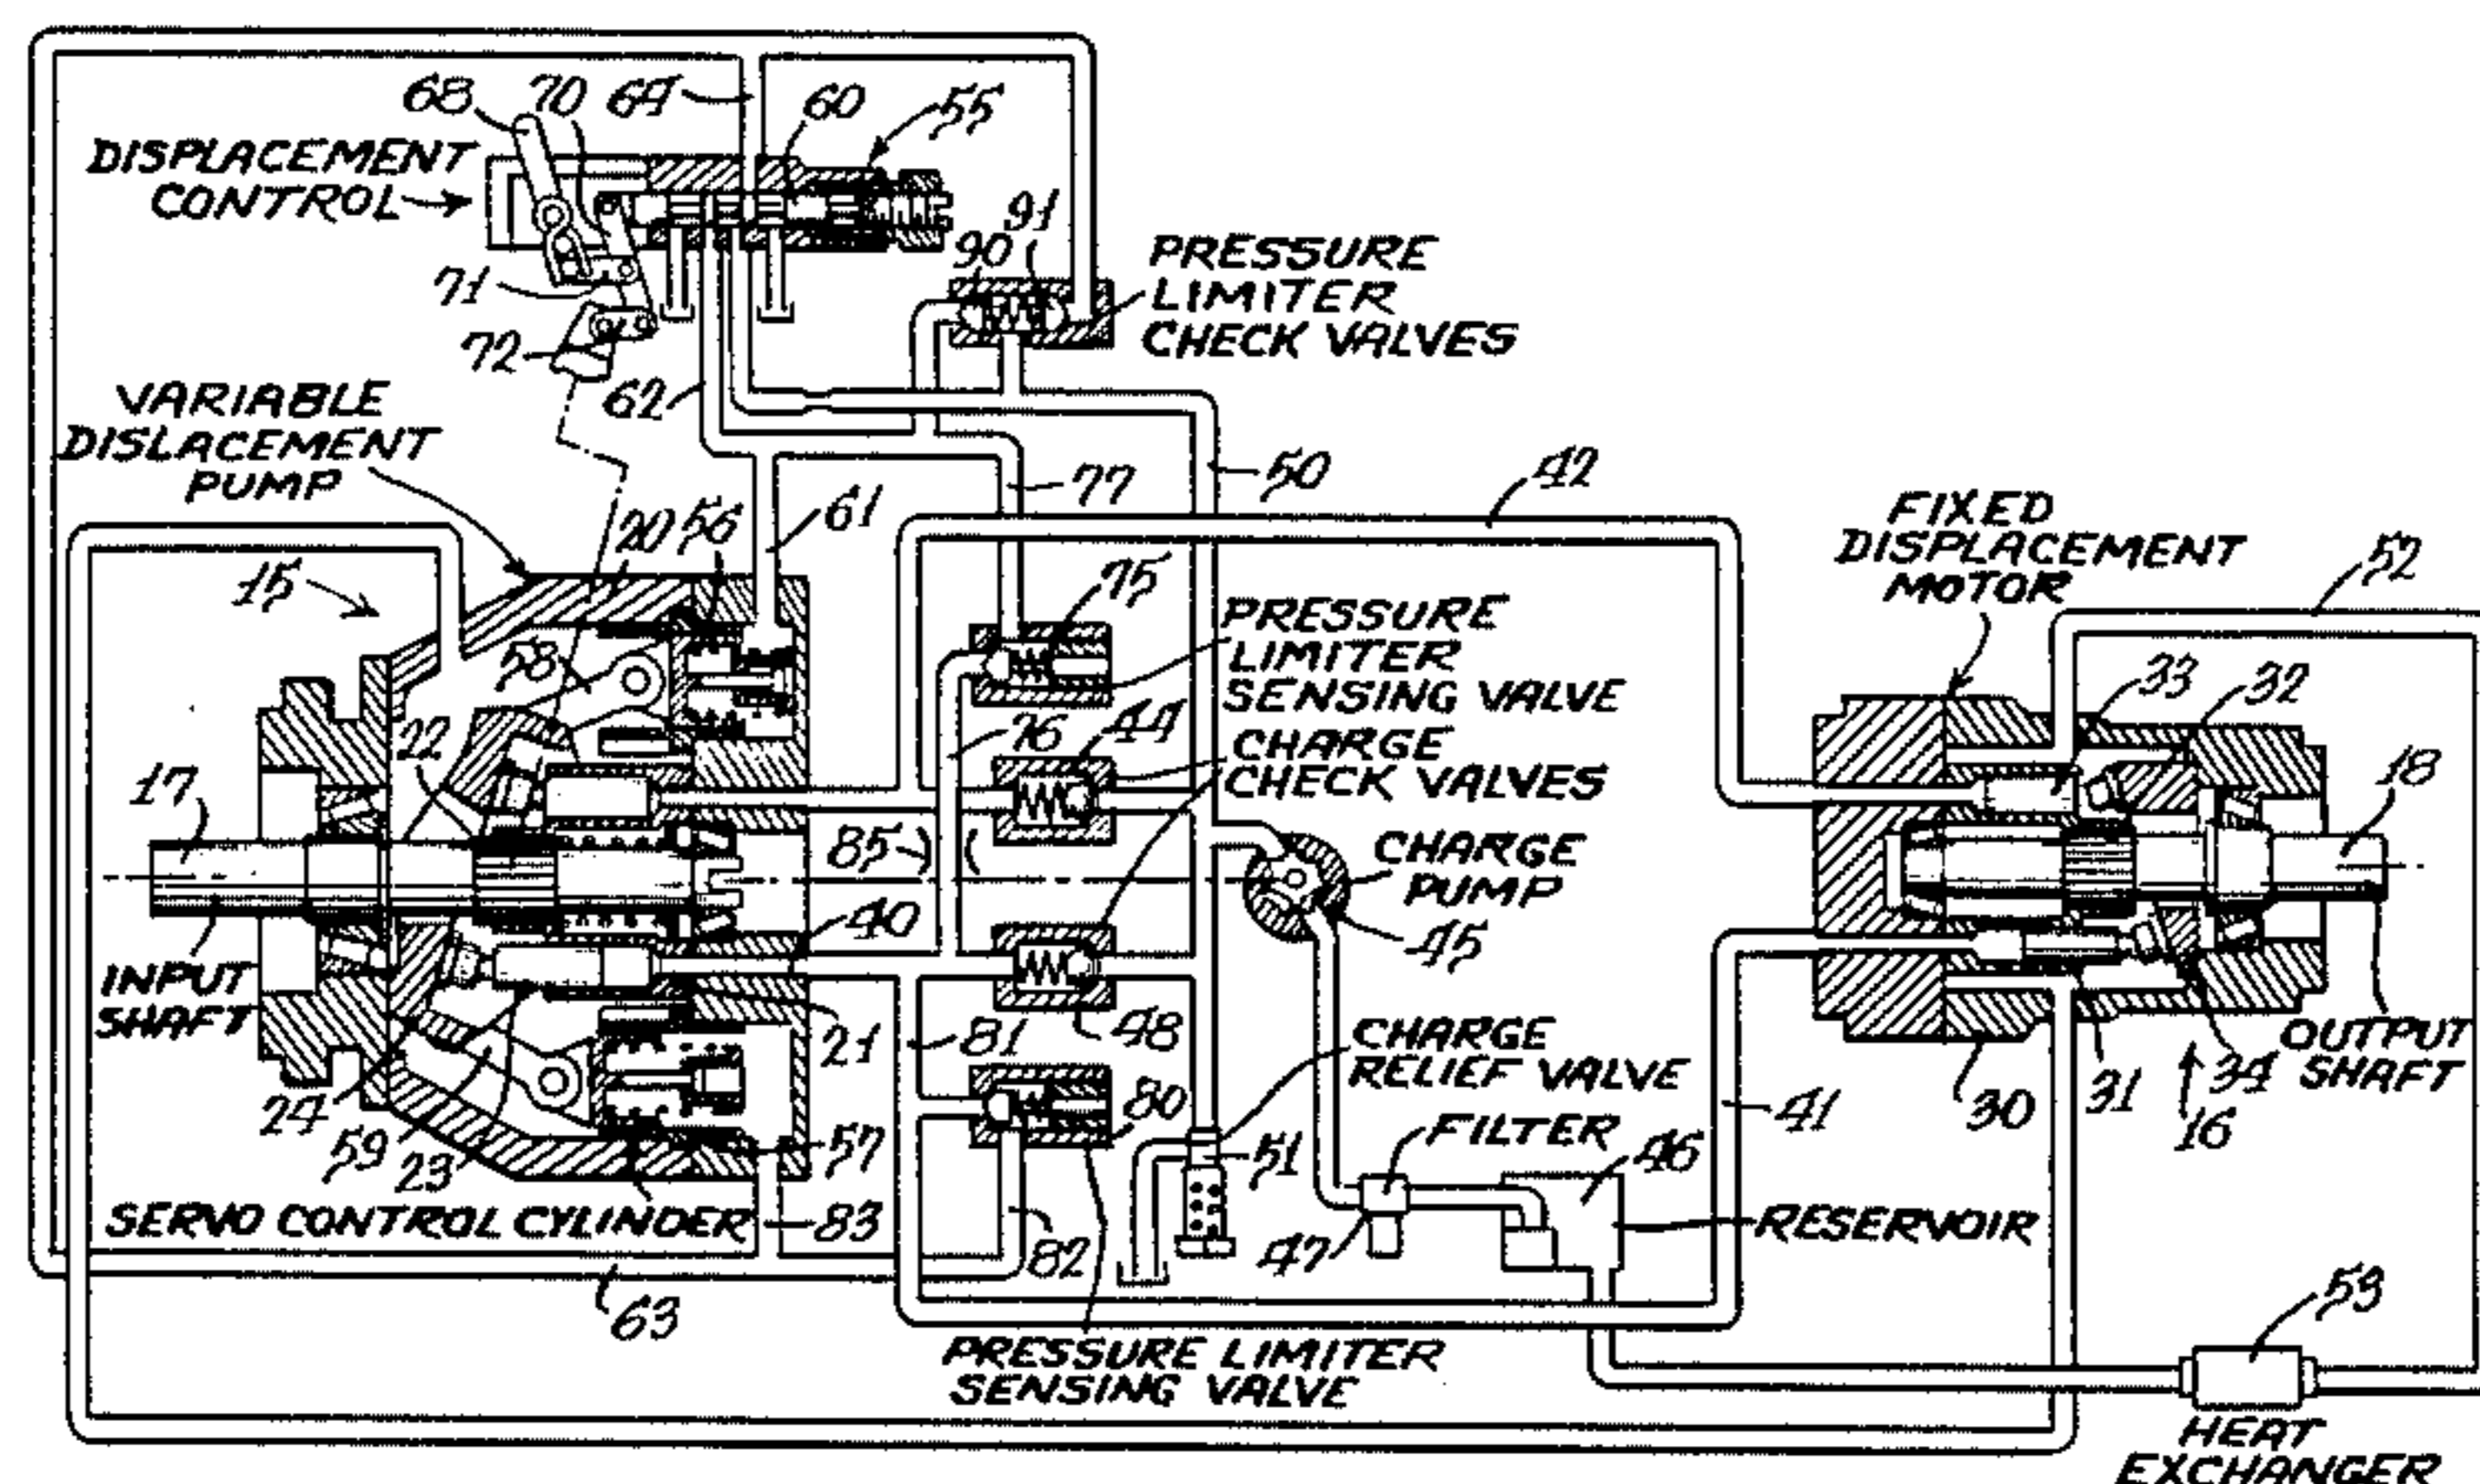 68 70 64 60 55
DISPLACEMENT
CONTROL
71
72
62
90 91
PRESSURE
LIMITER
CHECK VALVES
VARIABLE
DISLACEMENT
PUMP
15
20 56
61
77
50
42
FIXED
DISPLACEMENT
MOTOR
52
75
PRESSURE
LIMITER
SENSING VALVE
58
22
76
44
CHARGE
CHECK VALVES
33
32
17
18
85
CHARGE
PUMP
45
40
INPUT
SHAFT
21
81
48
CHARGE
RELIEF VALVE
OUTPUT
SHAFT
24
59
23
57
80
51
FILTER
46
41
30
31
16
34
SERVO CONTROL CYLINDER
83
82
47
RESERVOIR
63
53
PRESSURE LIMITER
SENSING VALVE
HEAT
EXCHANGER